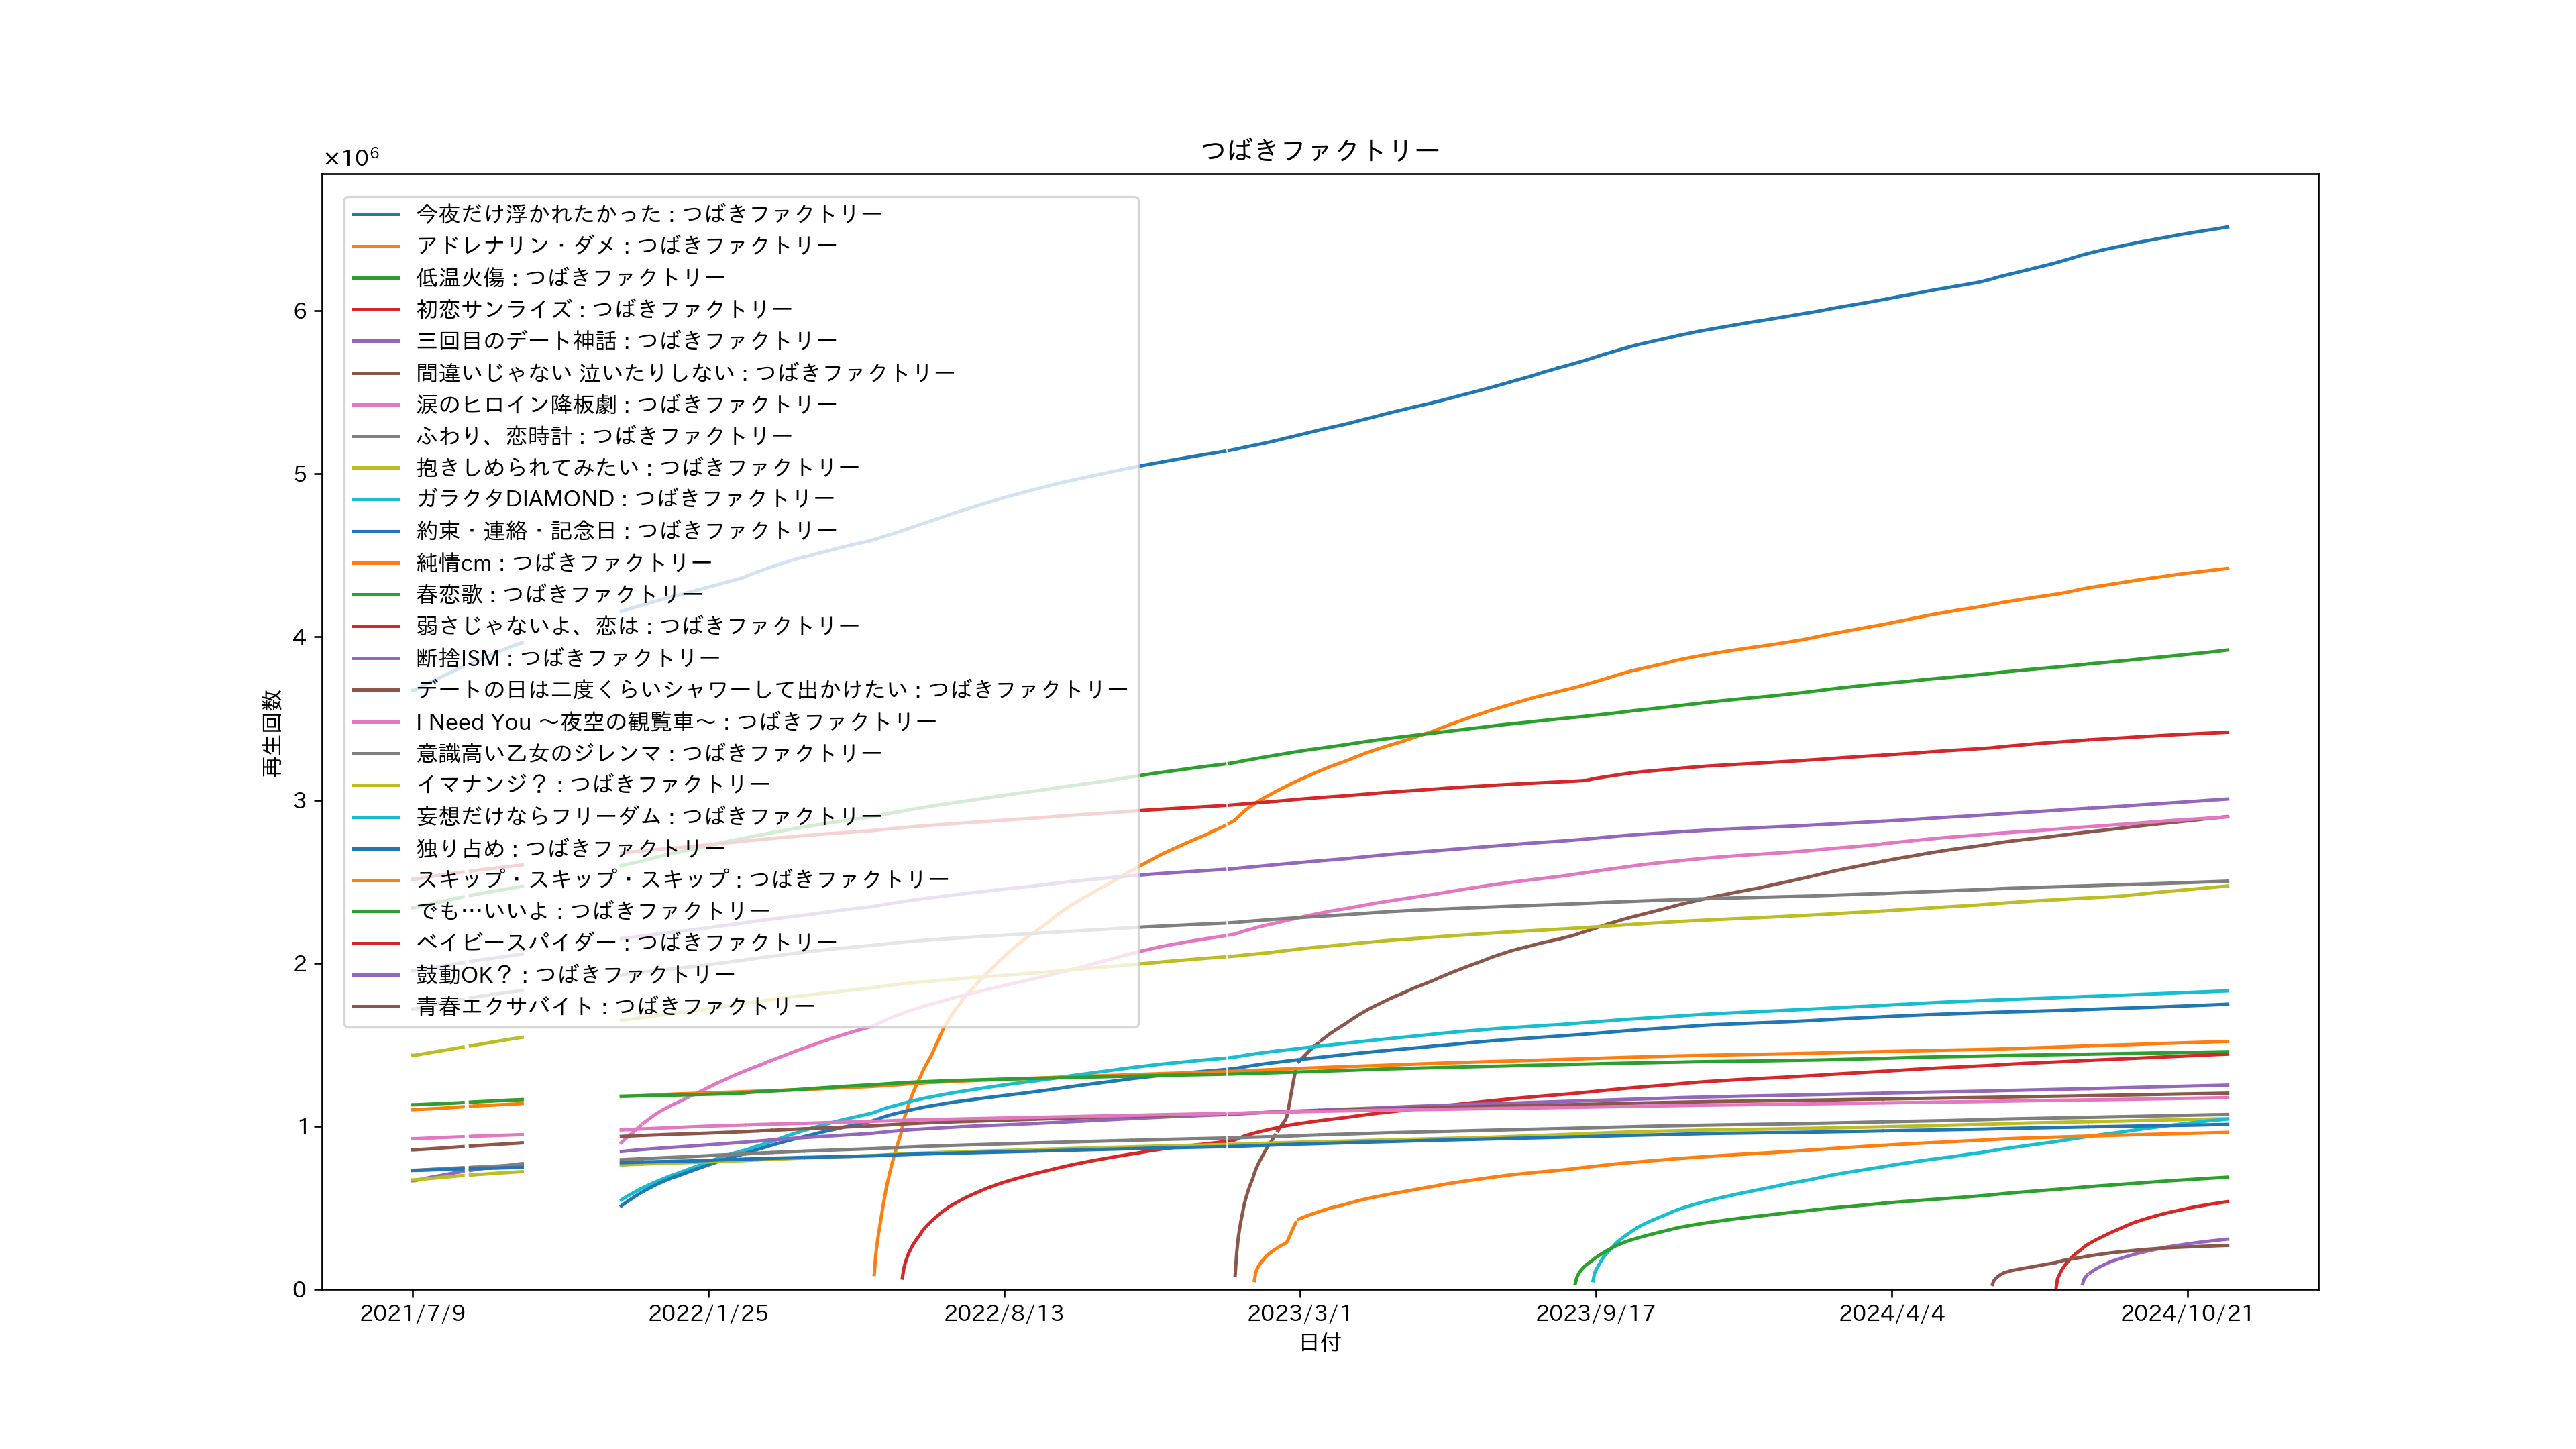 つばきファクトリー
×10⁶
今夜だけ浮かれたかった : つばきファクトリー
アドレナリン・ダメ : つばきファクトリー
低温火傷 : つばきファクトリー
初恋サンライズ : つばきファクトリー
三回目のデート神話 : つばきファクトリー
間違いじゃない 泣いたりしない : つばきファクトリー
涙のヒロイン降板劇 : つばきファクトリー
ふわり、恋時計 : つばきファクトリー
抱きしめられてみたい : つばきファクトリー
ガラクタDIAMOND : つばきファクトリー
約束・連絡・記念日 : つばきファクトリー
純情cm : つばきファクトリー
春恋歌 : つばきファクトリー
弱さじゃないよ、恋は : つばきファクトリー
断捨ISM : つばきファクトリー
デートの日は二度くらいシャワーして出かけたい : つばきファクトリー
I Need You 〜夜空の観覧車〜 : つばきファクトリー
意識高い乙女のジレンマ : つばきファクトリー
イマナンジ？ : つばきファクトリー
妄想だけならフリーダム : つばきファクトリー
独り占め : つばきファクトリー
スキップ・スキップ・スキップ : つばきファクトリー
でも…いいよ : つばきファクトリー
ベイビースパイダー : つばきファクトリー
鼓動OK？ : つばきファクトリー
青春エクサバイト : つばきファクトリー
6
5
4
3
2
1
0
再生回数
2021/7/9 2022/1/25 2022/8/13 2023/3/1 2023/9/17 2024/4/4 2024/10/21
日付